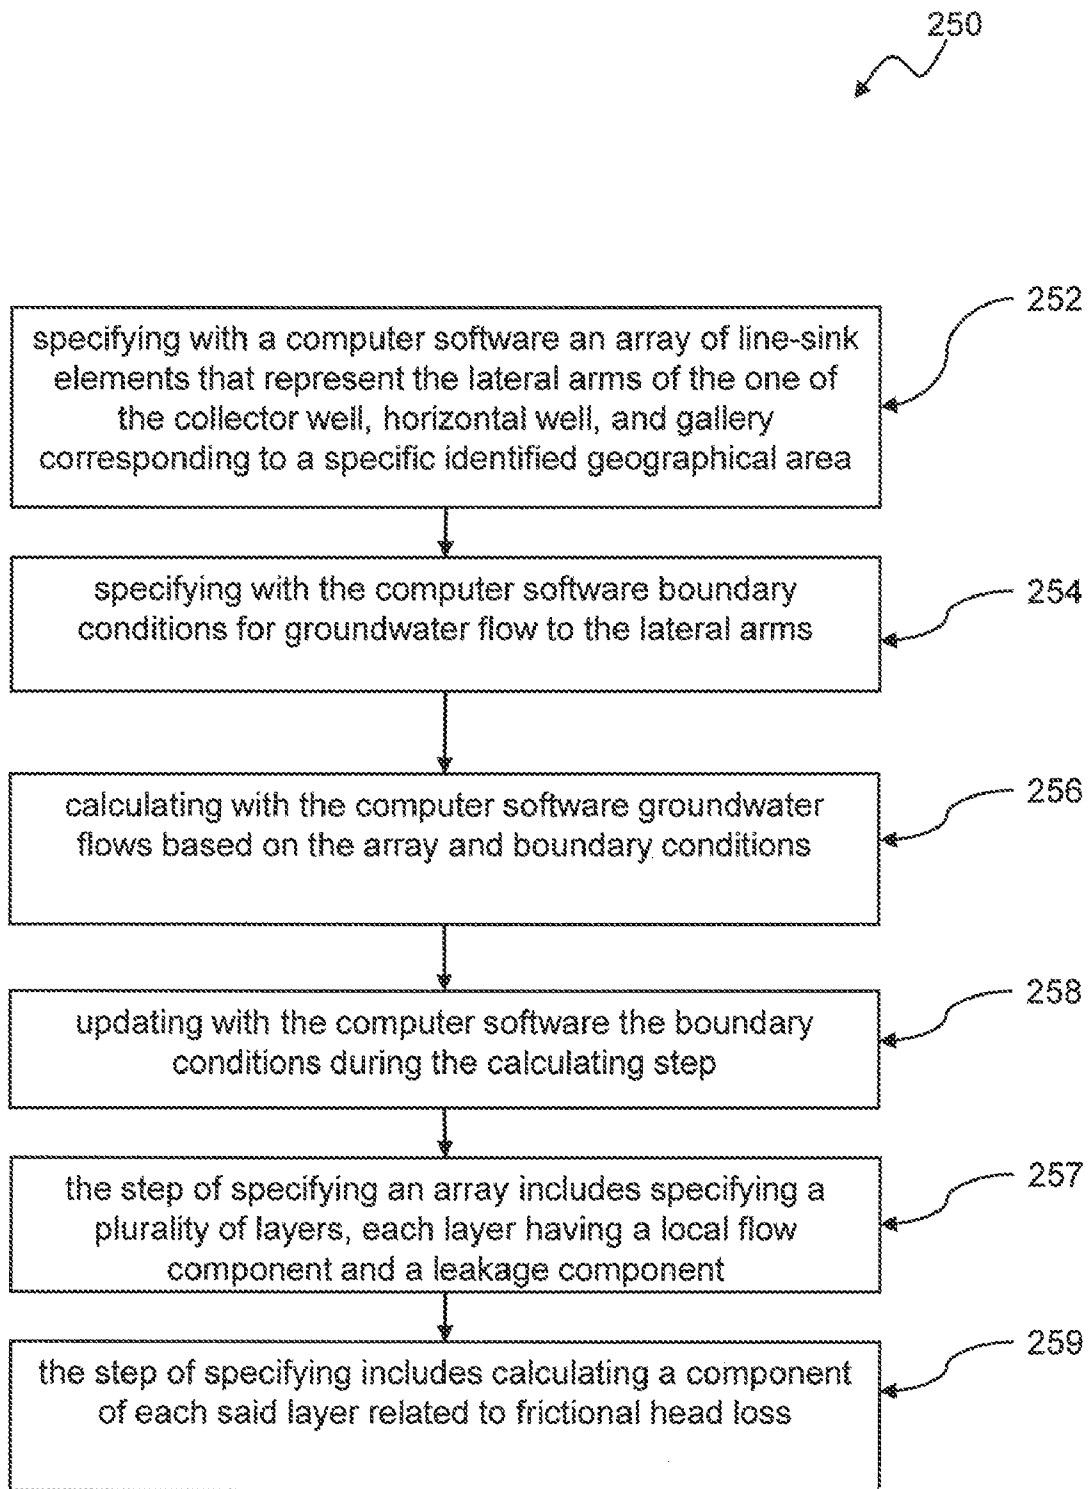 250
252
specifying with a computer software an array of line-sink
elements that represent the lateral arms of the one of
the collector well, horizontal well, and gallery
corresponding to a specific identified geographical area
254
specifying with the computer software boundary
conditions for groundwater flow to the lateral arms
256
calculating with the computer software groundwater
flows based on the array and boundary conditions
258
updating with the computer software the boundary
conditions during the calculating step
257
the step of specifying an array includes specifying a
plurality of layers, each layer having a local flow
component and a leakage component
259
the step of specifying includes calculating a component
of each said layer related to frictional head loss